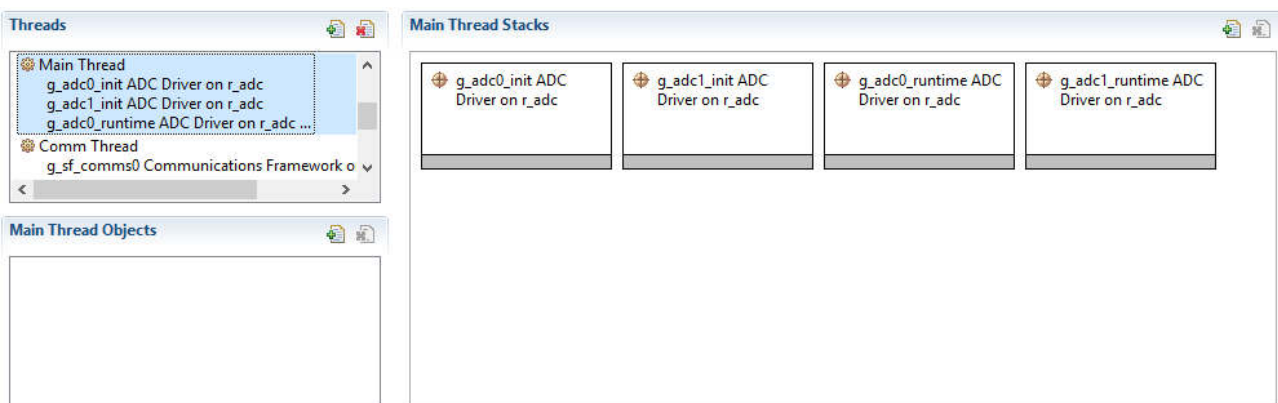 Threads
Main Thread
g_adc0_init ADC Driver on r_adc
g_adc1_init ADC Driver on r_adc
g_adc0_runtime ADC Driver on r_adc ...
Comm Thread
g_sf_comms0 Communications Framework o
Main Thread Objects
Main Thread Stacks
g_adc0_init ADC
Driver on r_adc
g_adc1_init ADC
Driver on r_adc
g_adc0_runtime ADC
Driver on r_adc
g_adc1_runtime ADC
Driver on r_adc